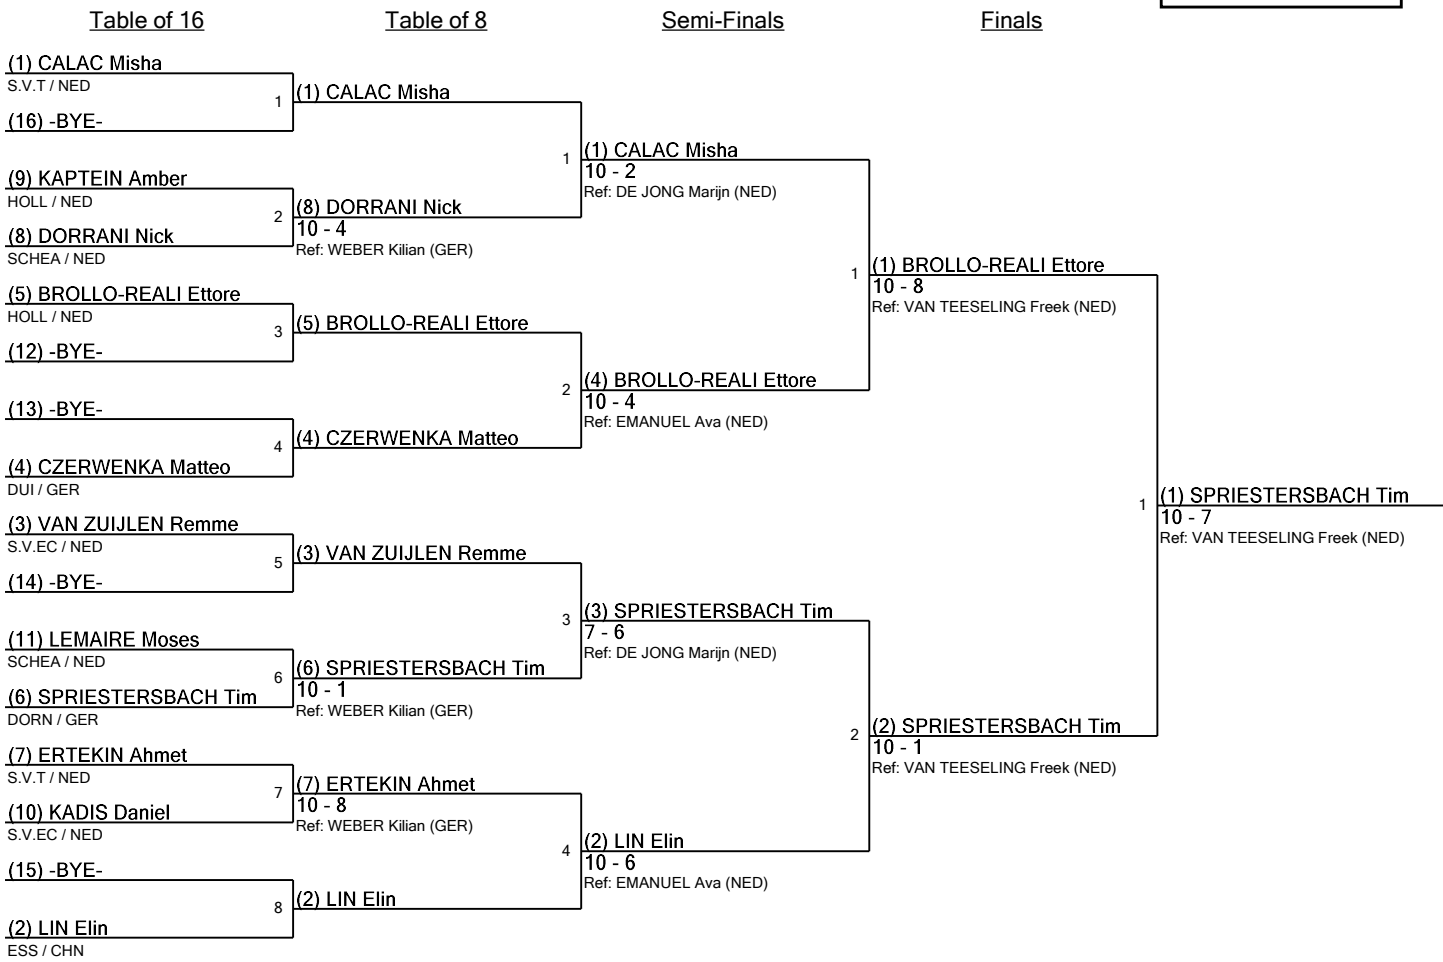 Table of 16
Table of 8
Semi-Finals
Finals
(1) CALAC Misha
S.V.T / NED
(16) -BYE-
(9) KAPTEIN Amber
HOLL / NED
(8) DORRANI Nick
SCHEA / NED
(5) BROLLO-REALI Ettore
HOLL / NED
(12) -BYE-
(13) -BYE-
(4) CZERWENKA Matteo
DUI / GER
(3) VAN ZUIJLEN Remme
S.V.EC / NED
(14) -BYE-
(11) LEMAIRE Moses
SCHEA / NED
(6) SPRIESTERSBACH Tim
DORN / GER
(7) ERTEKIN Ahmet
S.V.T / NED
(10) KADIS Daniel
S.V.EC / NED
(15) -BYE-
(2) LIN Elin
ESS / CHN
1
(1) CALAC Misha
2
(8) DORRANI Nick
10 - 4
Ref: WEBER Kilian (GER)
3
(5) BROLLO-REALI Ettore
4
(4) CZERWENKA Matteo
5
(3) VAN ZUIJLEN Remme
6
(6) SPRIESTERSBACH Tim
10 - 1
Ref: WEBER Kilian (GER)
7
(7) ERTEKIN Ahmet
10 - 8
Ref: WEBER Kilian (GER)
8
(2) LIN Elin
1
(1) CALAC Misha
10 - 2
Ref: DE JONG Marijn (NED)
2
(4) BROLLO-REALI Ettore
10 - 4
Ref: EMANUEL Ava (NED)
3
(3) SPRIESTERSBACH Tim
7 - 6
Ref: DE JONG Marijn (NED)
4
(2) LIN Elin
10 - 6
Ref: EMANUEL Ava (NED)
1
(1) BROLLO-REALI Ettore
10 - 8
Ref: VAN TEESELING Freek (NED)
2
(2) SPRIESTERSBACH Tim
10 - 1
Ref: VAN TEESELING Freek (NED)
1
(1) SPRIESTERSBACH Tim
10 - 7
Ref: VAN TEESELING Freek (NED)